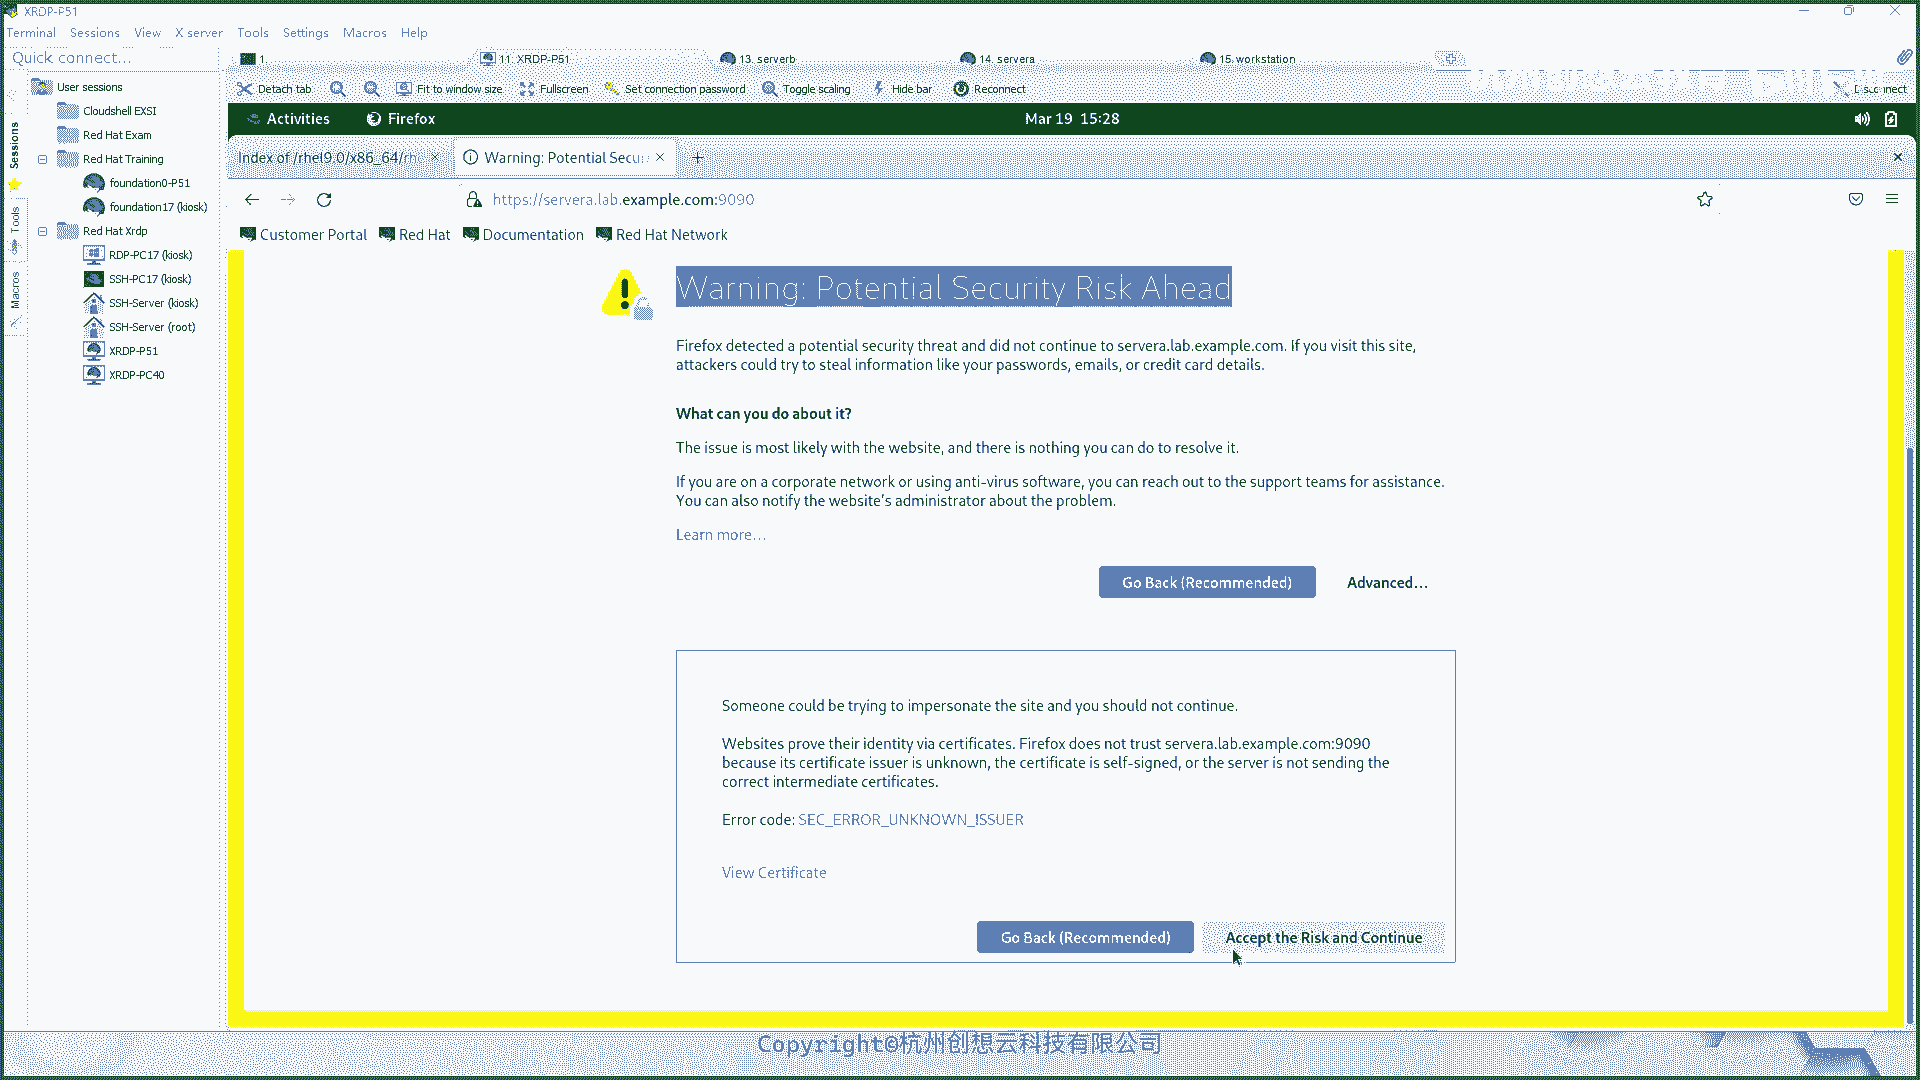 XRDP-P51
Terminal Sessions View X server Tools Settings Macros Help
Quick connect...
1.
11. XRDP-P51
13. serverb
14. servera
15. workstation
Detach tab Fit to window size Fullscreen Set connection password Toggle scaling Hide bar Reconnect
Disconnect
Sessions
Tools
Macros
User sessions
Cloudshell EXSI
Red Hat Exam
Red Hat Training
foundation0-P51
foundation17 (kiosk)
Red Hat Xrdp
RDP-PC17 (kiosk)
SSH-PC17 (kiosk)
SSH-Server (kiosk)
SSH-Server (root)
XRDP-P51
XRDP-PC40
Activities Firefox Mar 19 15:28
Index of /rhel9.0/x86_64/rh
Warning: Potential Secur
https://servera.lab.example.com:9090
Customer Portal Red Hat Documentation Red Hat Network
Warning: Potential Security Risk Ahead
Firefox detected a potential security threat and did not continue to servera.lab.example.com. If you visit this site,
attackers could try to steal information like your passwords, emails, or credit card details.
What can you do about it?
The issue is most likely with the website, and there is nothing you can do to resolve it.
If you are on a corporate network or using anti-virus software, you can reach out to the support teams for assistance.
You can also notify the website's administrator about the problem.
Learn more…
Go Back (Recommended) Advanced…
Someone could be trying to impersonate the site and you should not continue.
Websites prove their identity via certificates. Firefox does not trust servera.lab.example.com:9090
because its certificate issuer is unknown, the certificate is self-signed, or the server is not sending the
correct intermediate certificates.
Error code: SEC_ERROR_UNKNOWN_ISSUER
View Certificate
Go Back (Recommended) Accept the Risk and Continue
Copyright©杭州创想云科技有限公司